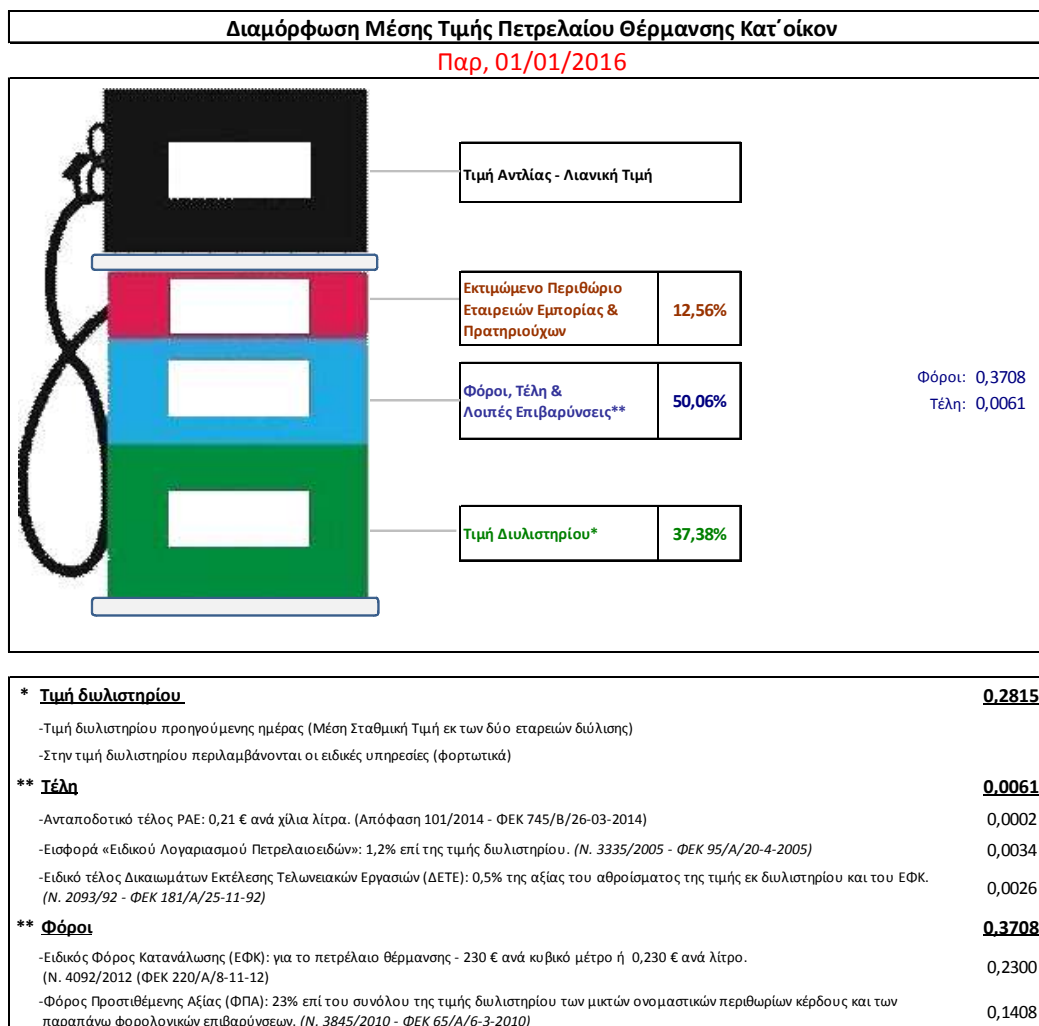 Διαμόρφωση Μέσης Τιμής Πετρελαίου Θέρμανσης Κατ΄οίκον
Παρ, 01/01/2016
Τιμή Αντλίας - Λιανική Τιμή
Εκτιμώμενο Περιθώριο
Εταιρειών Εμπορίας &
Πρατηριούχων
12,56%
Φόροι, Τέλη &
Λοιπές Επιβαρύνσεις**
50,06%
Φόροι: 0,3708
Τέλη: 0,0061
Τιμή Διυλιστηρίου*
37,38%
* Τιμή διυλιστηρίου 0,2815
-Τιμή διυλιστηρίου προηγούμενης ημέρας (Μέση Σταθμική Τιμή εκ των δύο εταρειών διύλισης)
-Στην τιμή διυλιστηρίου περιλαμβάνονται οι ειδικές υπηρεσίες (φορτωτικά)
** Τέλη 0,0061
-Ανταποδοτικό τέλος ΡΑΕ: 0,21 € ανά χίλια λίτρα. (Απόφαση 101/2014 - ΦΕΚ 745/Β/26-03-2014) 0,0002
-Εισφορά «Ειδικού Λογαριασμού Πετρελαιοειδών»: 1,2% επί της τιμής διυλιστηρίου. (Ν. 3335/2005 - ΦΕΚ 95/Α/20-4-2005) 0,0034
-Ειδικό τέλος Δικαιωμάτων Εκτέλεσης Τελωνειακών Εργασιών (ΔΕΤΕ): 0,5% της αξίας του αθροίσματος της τιμής εκ διυλιστηρίου και του ΕΦΚ.
(Ν. 2093/92 - ΦΕΚ 181/Α/25-11-92) 0,0026
** Φόροι 0,3708
-Ειδικός Φόρος Κατανάλωσης (ΕΦΚ): για το πετρέλαιο θέρμανσης - 230 € ανά κυβικό μέτρο ή 0,230 € ανά λίτρο.
(Ν. 4092/2012 (ΦΕΚ 220/Α/8-11-12) 0,2300
-Φόρος Προστιθέμενης Αξίας (ΦΠΑ): 23% επί του συνόλου της τιμής διυλιστηρίου των μικτών ονομαστικών περιθωρίων κέρδους και των
παραπάνω φορολογικών επιβαρύνσεων. (Ν. 3845/2010 - ΦΕΚ 65/Α/6-3-2010) 0,1408